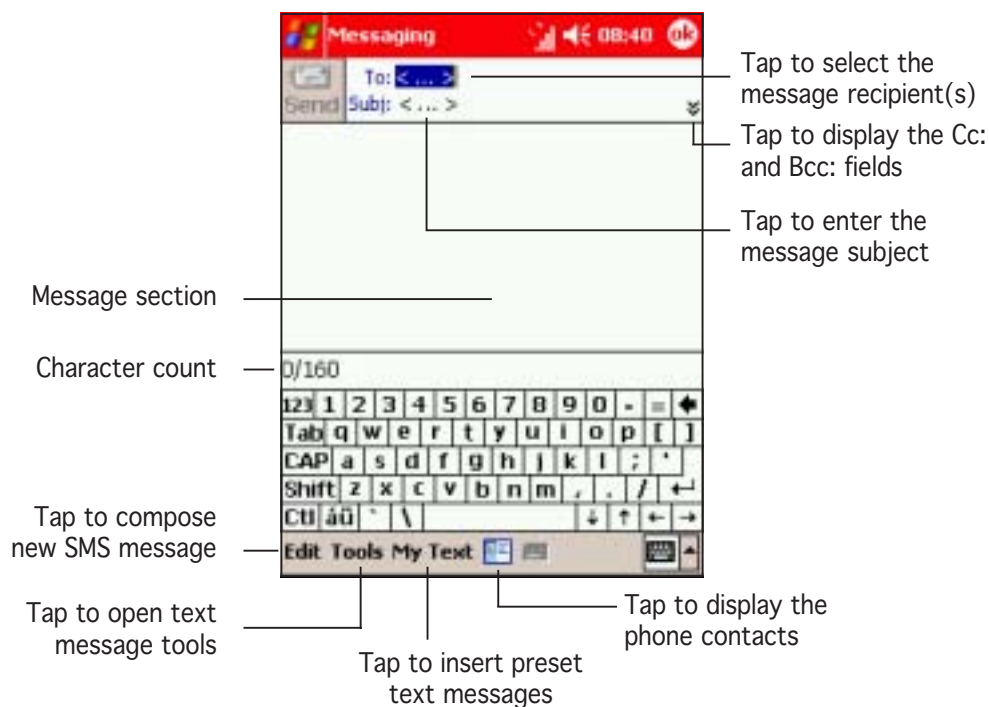 Messaging 08:40 ok
Send To: < ... >
Subj: < ... >
Tap to select the
message recipient(s)
Tap to display the Cc:
and Bcc: fields
Tap to enter the
message subject
Message section
Character count
0/160
123 1 2 3 4 5 6 7 8 9 0 - =
Tab q w e r t y u i o p [ ]
CAP a s d f g h j k l ; '
Shift z x c v b n m , . /
Ctl áü ` \
Edit Tools My Text
Tap to compose
new SMS message
Tap to open text
message tools
Tap to insert preset
text messages
Tap to display the
phone contacts